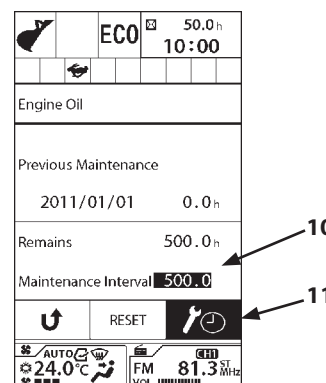 ECO 50.0h
10:00
Engine Oil
Previous Maintenance
2011/01/01 0.0h
Remains 500.0h
10
Maintenance Interval 500.0
11
RESET
AUTO CH1
24.0°C FM 81.3 ST MHz
VOL